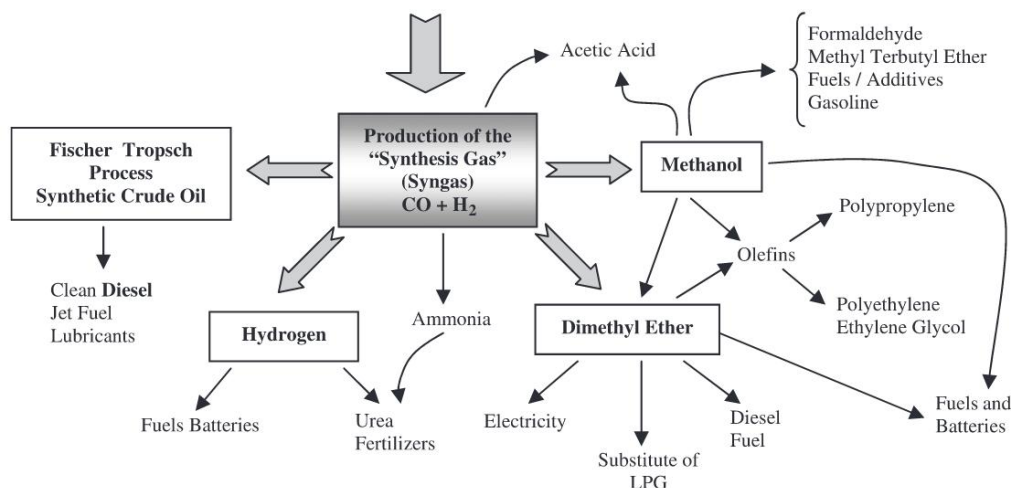 Acetic Acid
Formaldehyde
Methyl Terbutyl Ether
Fuels / Additives
Gasoline
Production of the
“Synthesis Gas”
(Syngas)
CO + H₂
Fischer Tropsch
Process
Synthetic Crude Oil
Methanol
Polypropylene
Olefins
Clean Diesel
Jet Fuel
Lubricants
Polyethylene
Ethylene Glycol
Hydrogen
Ammonia
Dimethyl Ether
Fuels Batteries
Urea
Fertilizers
Electricity
Substitute of
LPG
Diesel
Fuel
Fuels and
Batteries